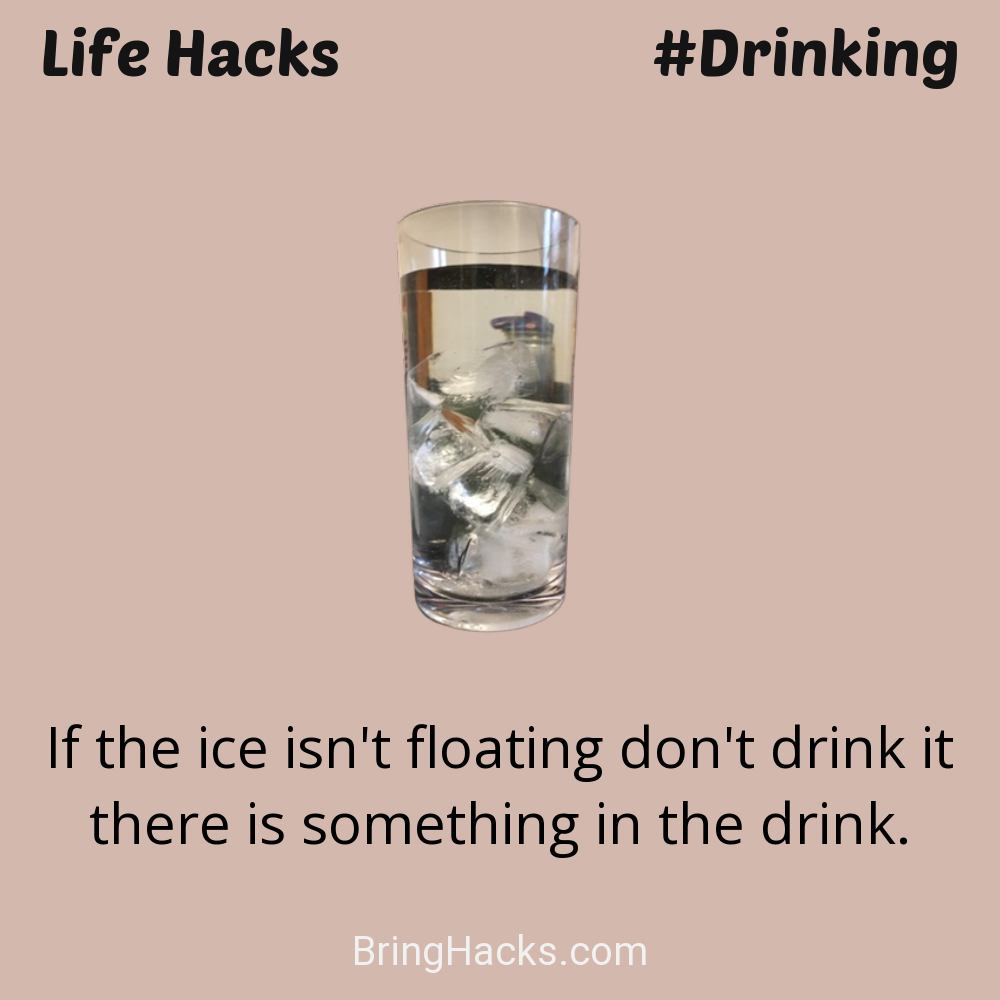 Life Hacks #Drinking
If the ice isn't floating don't drink it
there is something in the drink.
BringHacks.com